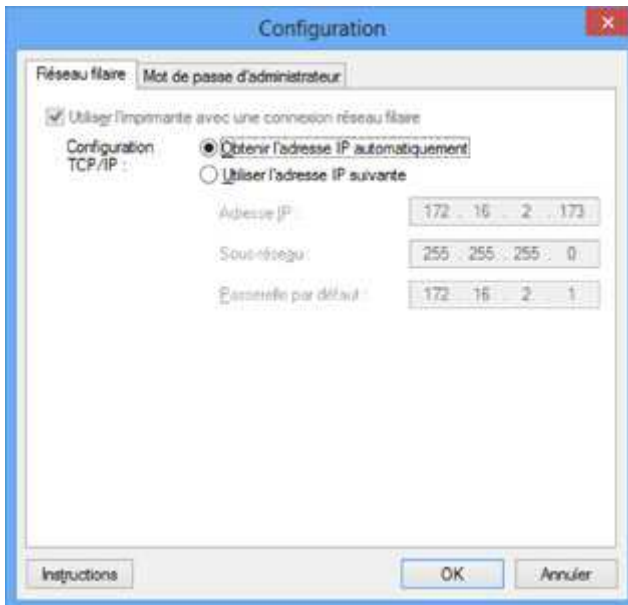 Configuration
Réseau filaire Mot de passe d'administrateur
Utiliser l'imprimante avec une connexion réseau filaire
Configuration TCP/IP :
Obtenir l'adresse IP automatiquement
Utiliser l'adresse IP suivante
Adresse IP : 172 . 16 . 2 . 173
Sous-réseau : 255 . 255 . 255 . 0
Passerelle par défaut : 172 . 16 . 2 . 1
Instructions OK Annuler